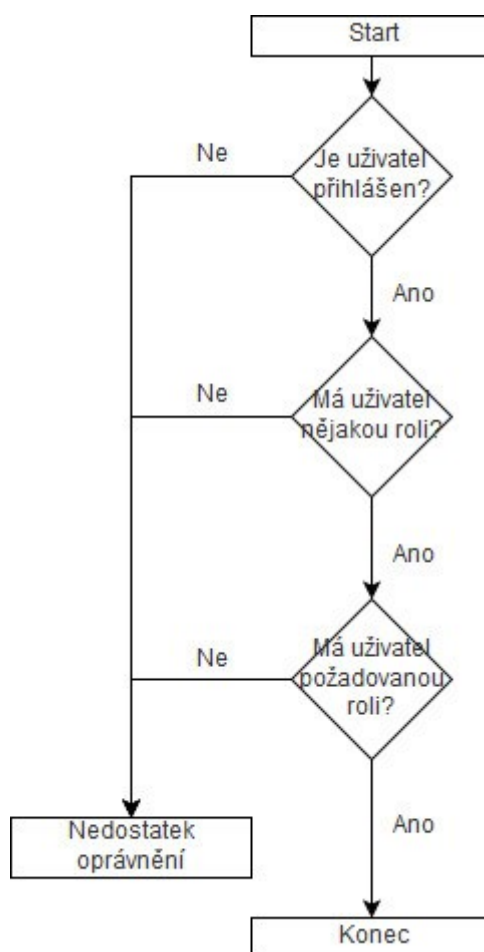 Start
Ne
Je uživatel
přihlášen?
Ano
Ne
Má uživatel
nějakou roli?
Ano
Ne
Má uživatel
požadovanou
roli?
Nedostatek
oprávnění
Ano
Konec